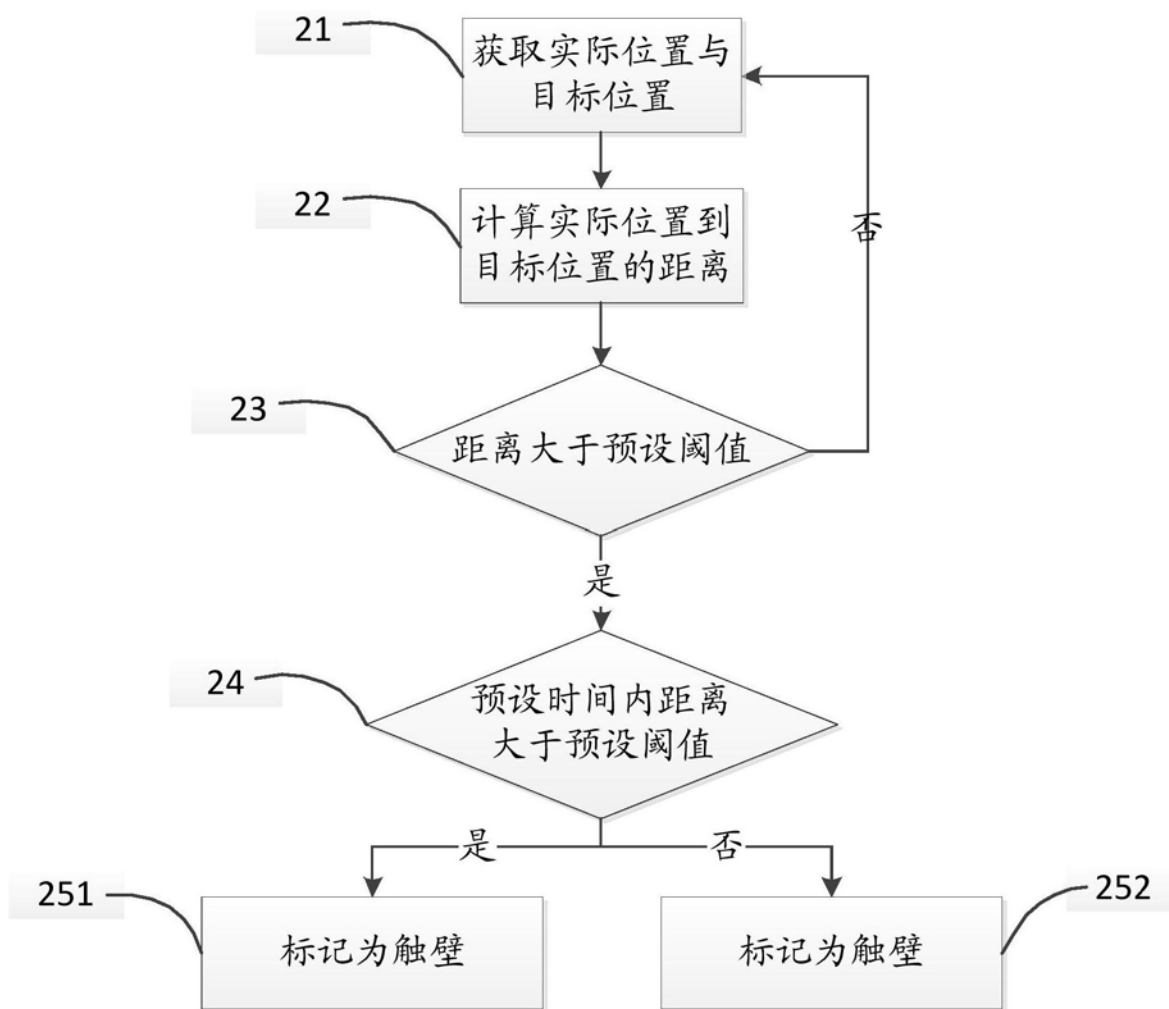 21
获取实际位置与
目标位置
22
计算实际位置到
目标位置的距离
否
23
距离大于预设阈值
是
24
预设时间内距离
大于预设阈值
是
否
251
标记为触壁
标记为触壁
252